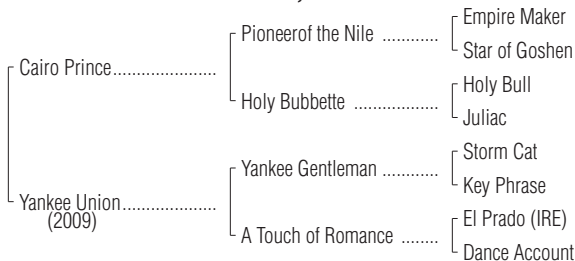 Empire Maker
Pioneerof the Nile ............
Star of Goshen
Cairo Prince......................
Holy Bull
Holy Bubbette ..................
Juliac
Storm Cat
Yankee Gentleman ............
Key Phrase
Yankee Union....................
(2009)
El Prado (IRE)
A Touch of Romance ........
Dance Account